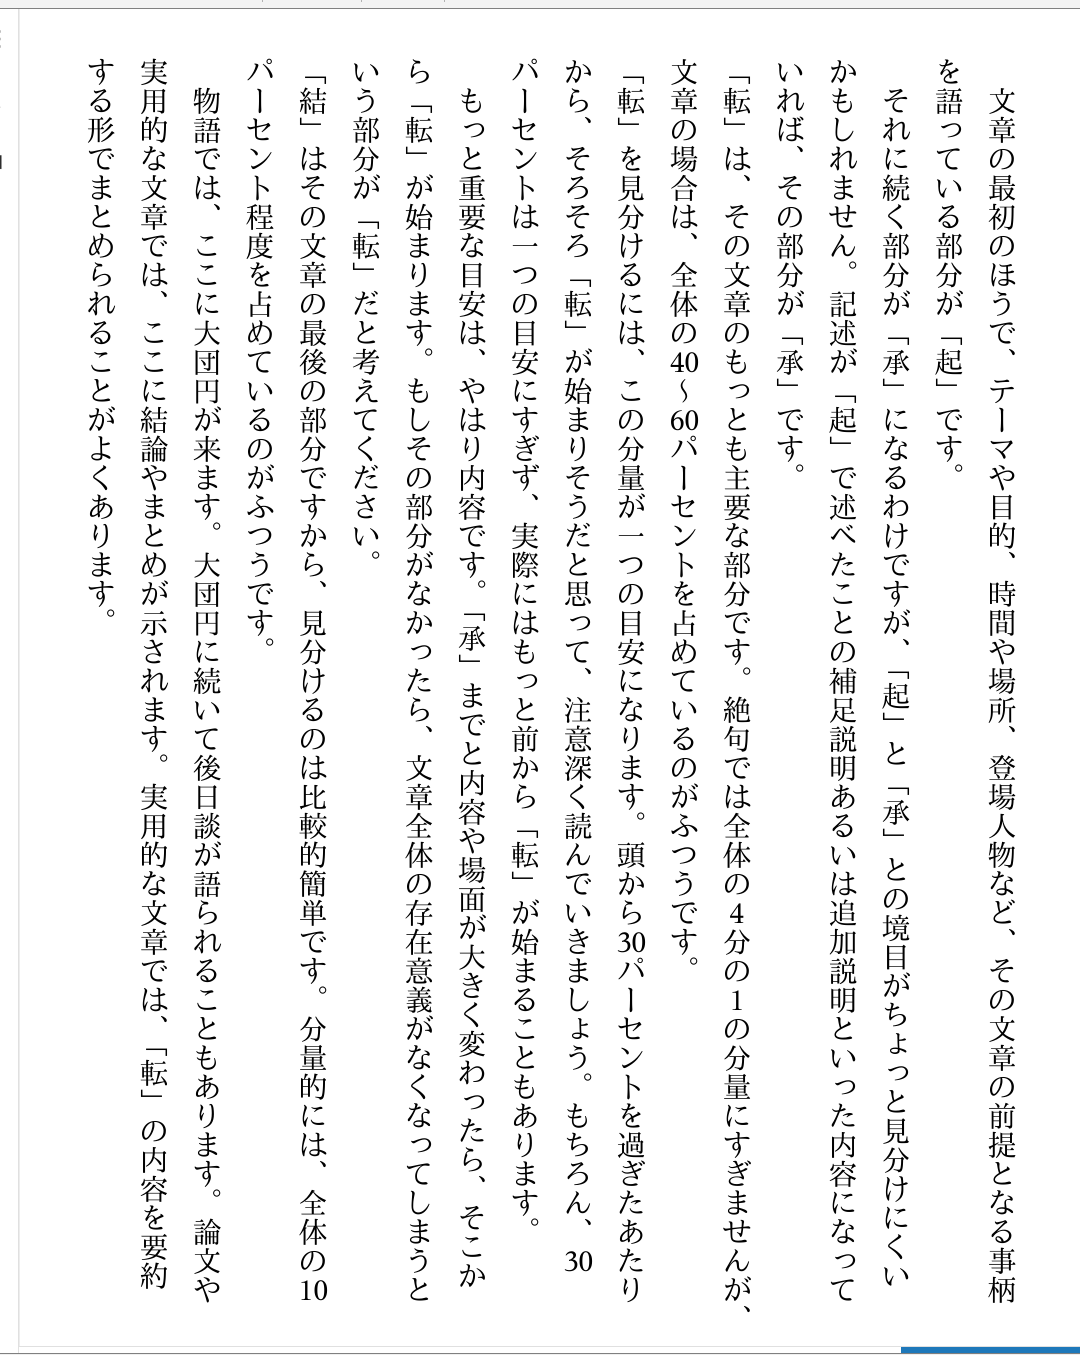 文章の最初のほうで、テーマや目的、時間や場所、登場人物など、その文章の前提となる事柄
を語っている部分が「起」です。
　それに続く部分が「承」になるわけですが、「起」と「承」との境目がちょっと見分けにくい
かもしれません。記述が「起」で述べたことの補足説明あるいは追加説明といった内容になって
いれば、その部分が「承」です。
「転」は、その文章のもっとも主要な部分です。絶句では全体の4分の1の分量にすぎませんが、
文章の場合は、全体の40〜60パーセントを占めているのがふつうです。
「転」を見分けるには、この分量が一つの目安になります。頭から30パーセントを過ぎたあたり
から、そろそろ「転」が始まりそうだと思って、注意深く読んでいきましょう。もちろん、30
パーセントは一つの目安にすぎず、実際にはもっと前から「転」が始まることもあります。
　もっと重要な目安は、やはり内容です。「承」までと内容や場面が大きく変わったら、そこか
ら「転」が始まります。もしその部分がなかったら、文章全体の存在意義がなくなってしまうと
いう部分が「転」だと考えてください。
「結」はその文章の最後の部分ですから、見分けるのは比較的簡単です。分量的には、全体の10
パーセント程度を占めているのがふつうです。
　物語では、ここに大団円が来ます。大団円に続いて後日談が語られることもあります。論文や
実用的な文章では、ここに結論やまとめが示されます。実用的な文章では、「転」の内容を要約
する形でまとめられることがよくあります。